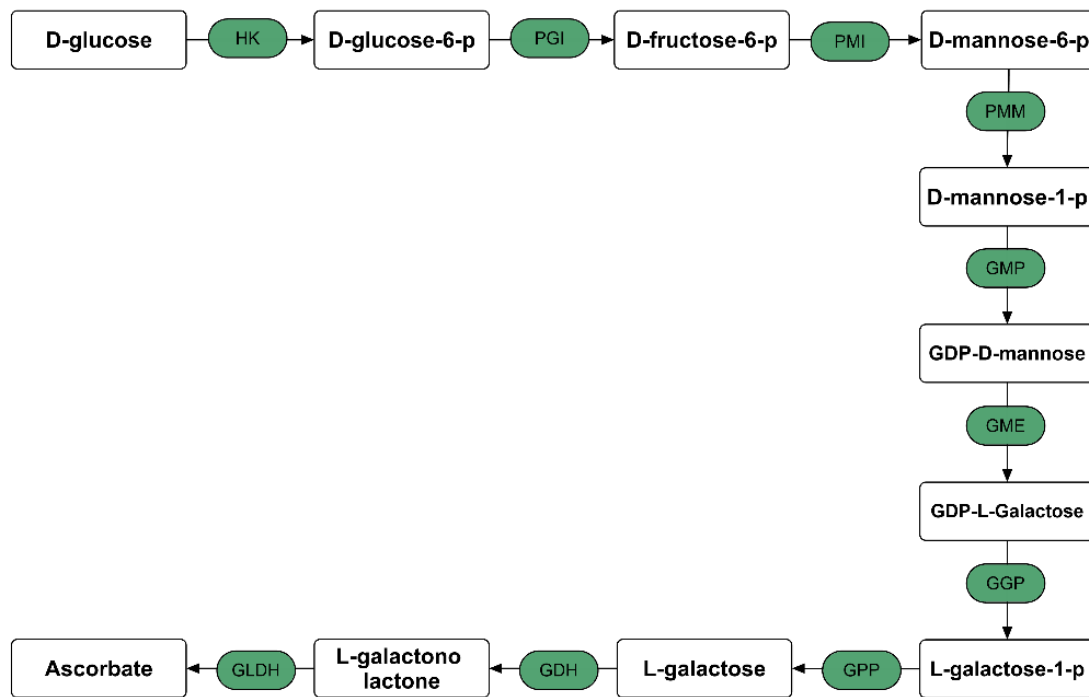 D-glucose
HK
D-glucose-6-p
PGI
D-fructose-6-p
PMI
D-mannose-6-p
PMM
D-mannose-1-p
GMP
GDP-D-mannose
GME
GDP-L-Galactose
GGP
L-galactose-1-p
GPP
L-galactose
GDH
L-galactono
lactone
GLDH
Ascorbate